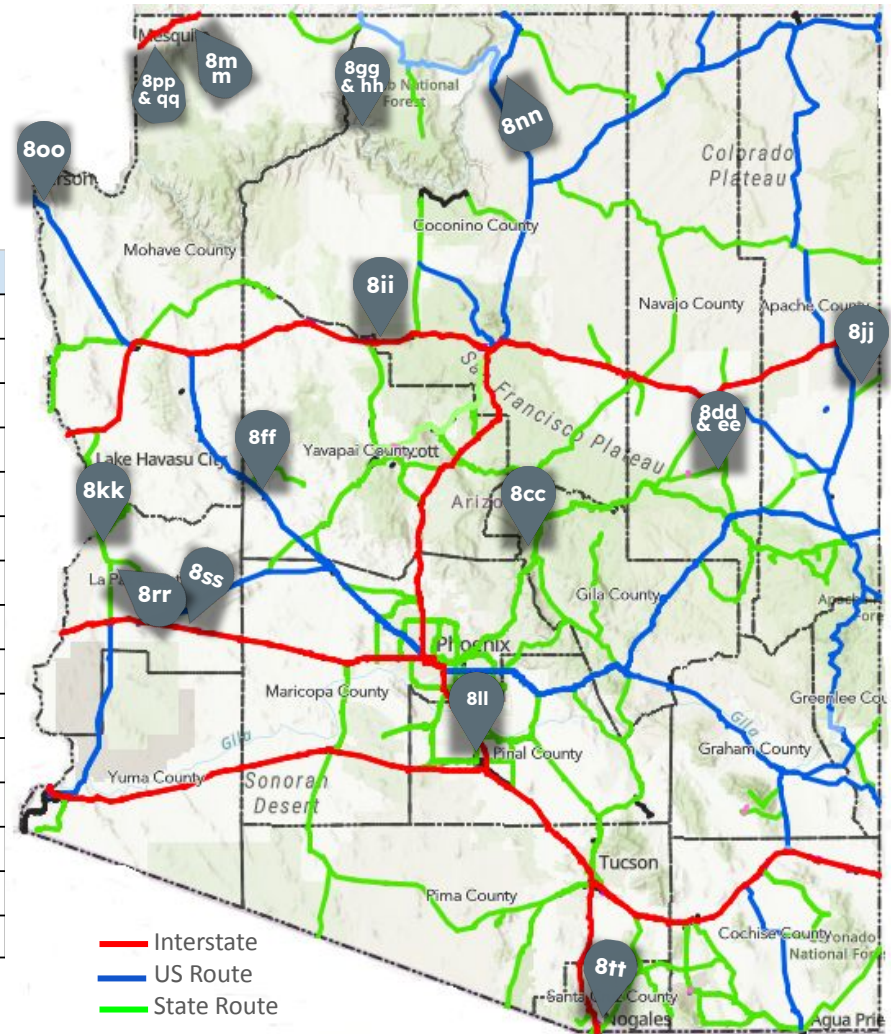 Mesquite
8pp
& qq
8m
m
8gg
& hh
National
Forest
8nn
8oo
Colorado
Plateau
Coconino County
Mohave County
8ii
Navajo County
Apache County
8jj
San Francisco Plateau
8dd
& ee
8ff
Yavapai County
Lake Havasu City
8kk
8cc
8rr
8ss
Gila County
Phoenix
Maricopa County
8ll
Greenlee
Gila
Gila
Pinal County
Graham County
Yuma County
Sonoran
Desert
Tucson
Pima County
Interstate
US Route
State Route
Cochise County
National
8tt
County
Nogales
Agua Prie